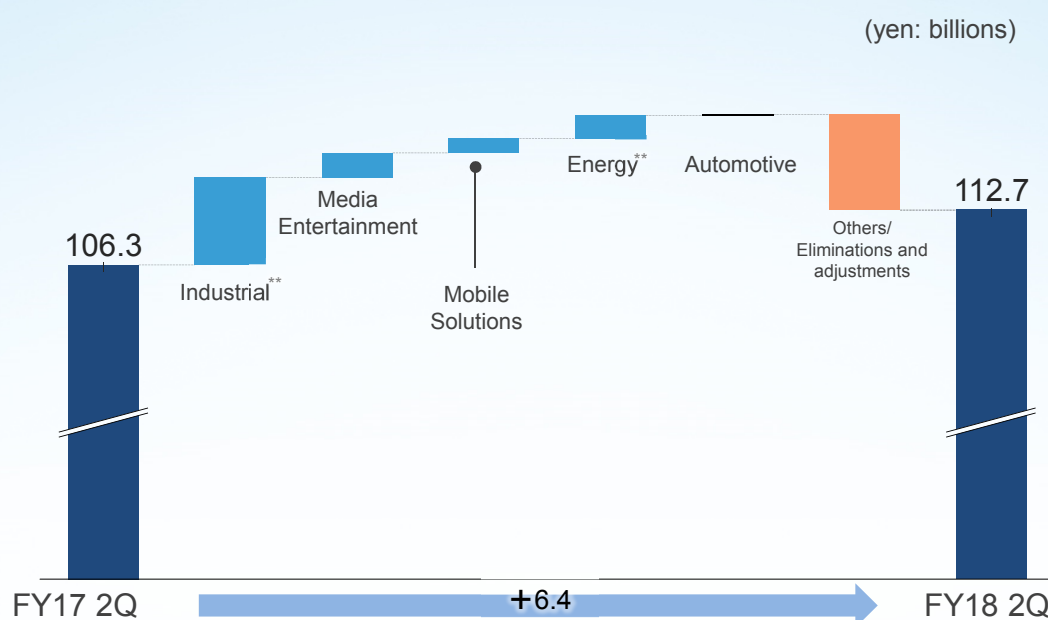 (yen: billions)
106.3
Industrial**
Media
Entertainment
Mobile
Solutions
Energy**
Automotive
Others/
Eliminations and
adjustments
112.7
FY17 2Q
+6.4
FY18 2Q